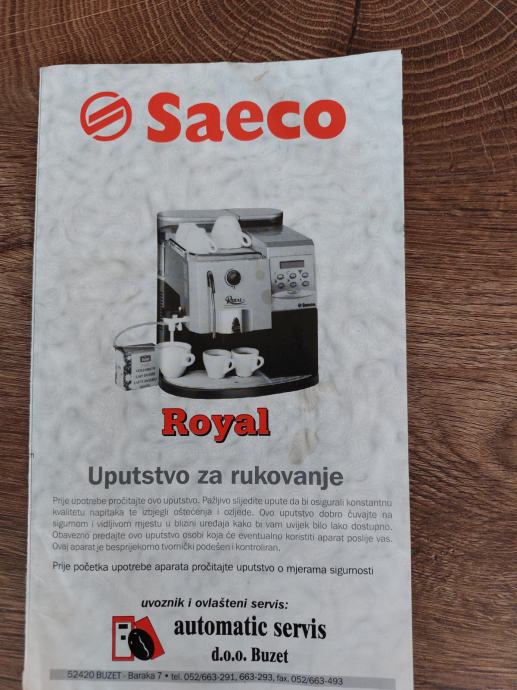 Saeco
Royal
Saeco
Royal
Uputstvo za rukovanje
Prije upotrebe pročitajte ovo uputstvo. Pažljivo slijedite upute da bi osigurali konstantnu
kvalitetu napitaka te izbjegli oštećenja i ozljede. Ovo uputstvo dobro čuvajte na
sigurnom i vidljivom mjestu u blizini uređaja kako bi vam uvijek bilo lako dostupno.
Obavezno predajte ovo uputstvo osobi koja će eventualno koristiti aparat poslije vas.
Ovaj aparat je besprijekorno tvornički podešen i kontroliran.
Prije početka upotrebe aparata pročitajte uputstvo o mjerama sigurnosti
uvoznik i ovlašteni servis:
automatic servis
d.o.o. Buzet
52420 BUZET - Baraka 7 • tel. 052/663-291, 663-293, fax. 052/663-493